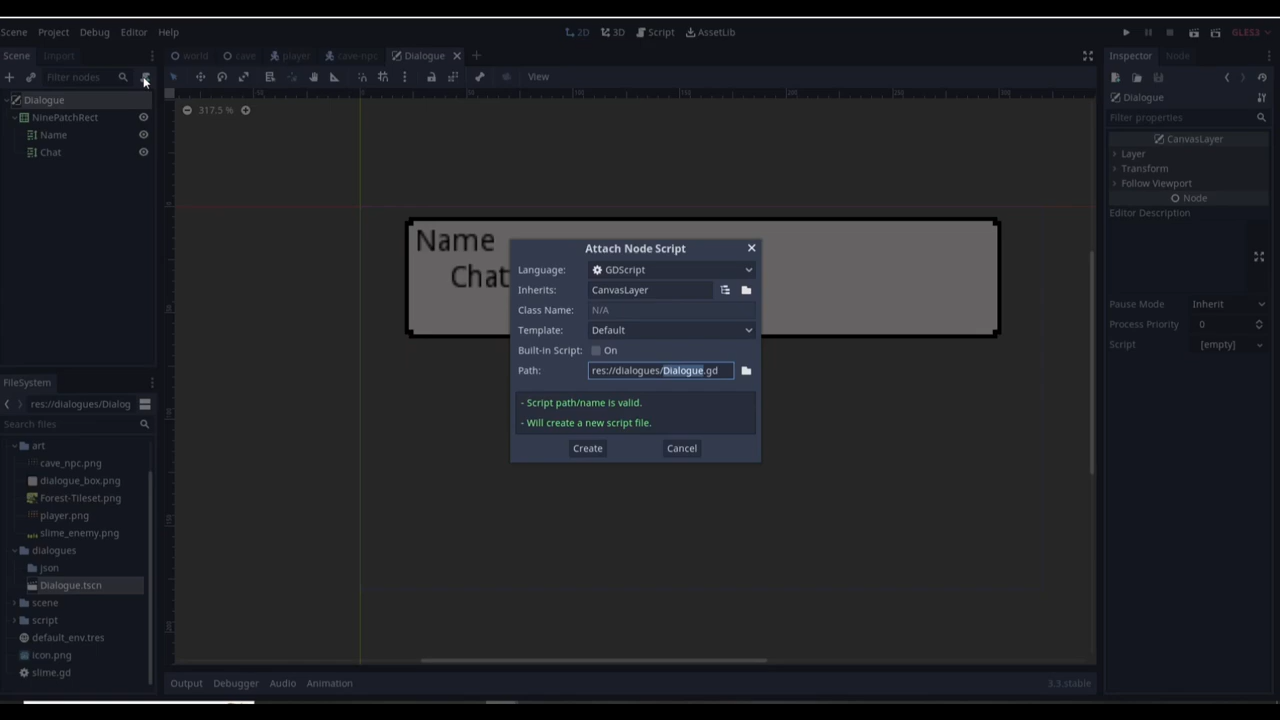 Scene Project Debug Editor Help
2D 3D Script AssetLib
GLES3
Scene Import
world cave player cave-npc Dialogue
Inspector Node
Filter nodes
View
Dialogue
NinePatchRect
Name
Chat
317.5 %
Name
Chat
Attach Node Script
Language: GDScript
Inherits: CanvasLayer
Class Name: N/A
Template: Default
Built-in Script: On
Path: res://dialogues/Dialogue.gd
- Script path/name is valid.
- Will create a new script file.
Create Cancel
Dialogue
Filter properties
CanvasLayer
Layer
Transform
Follow Viewport
Node
Editor Description
Pause Mode Inherit
Process Priority 0
Script [empty]
FileSystem
res://dialogues/Dialog
Search files
art
cave_npc.png
dialogue_box.png
Forest-Tileset.png
player.png
slime_enemy.png
dialogues
json
Dialogue.tscn
scene
script
default_env.tres
icon.png
slime.gd
Output Debugger Audio Animation
3.3.stable